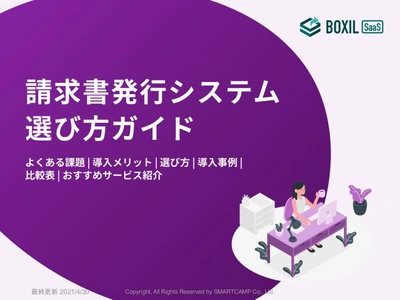 BOXIL SaaS
請求書発行システム
選び方ガイド
よくある課題 | 導入メリット | 選び方 | 導入事例 |
比較表 | おすすめサービス紹介
最終更新 2021/4/30
Copyright, All Rights Reserved by SMARTCAMP Co., Ltd.